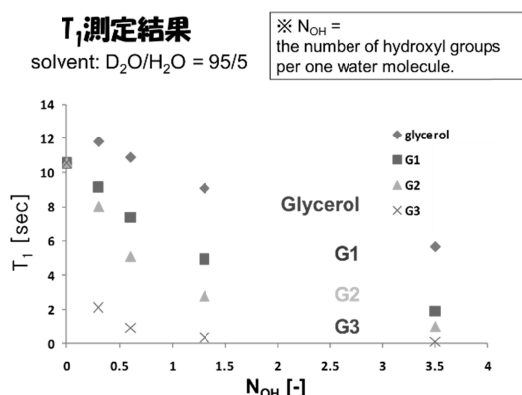 T₁測定結果
solvent: D₂O/H₂O = 95/5
※ N_OH =
the number of hydroxyl groups
per one water molecule.
14
12
10
8
6
4
2
0
T₁ [sec]
glycerol
G1
G2
G3
Glycerol
G1
G2
G3
0 0.5 1 1.5 2 2.5 3 3.5 4
N_OH [-]